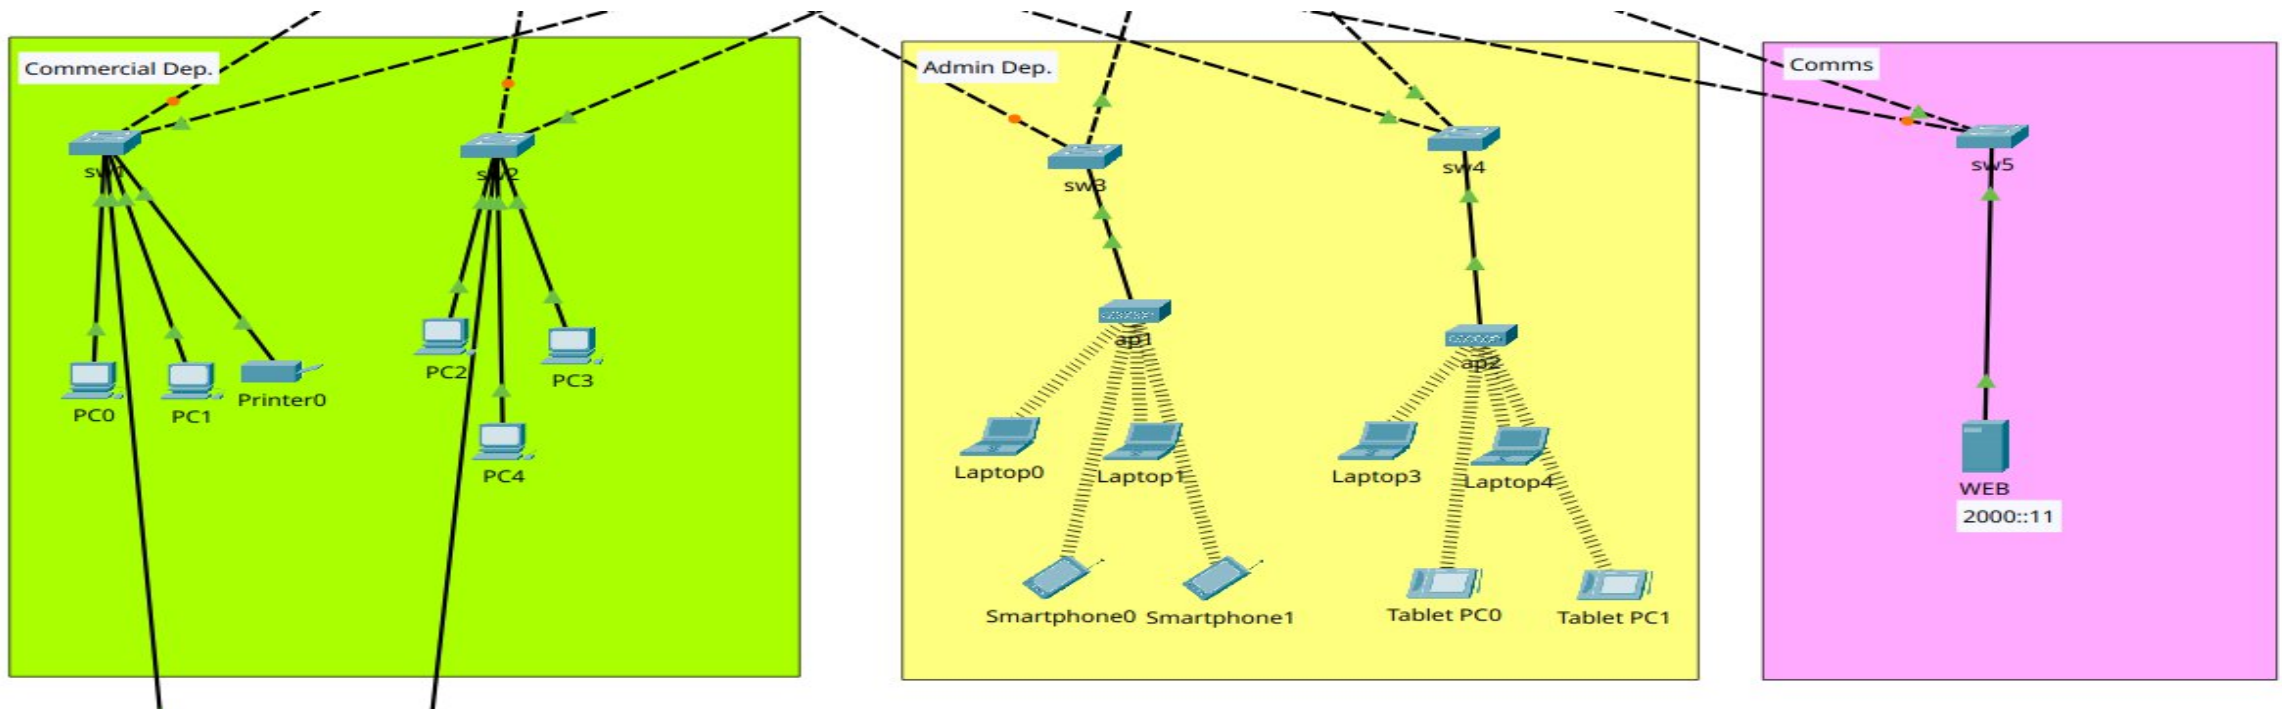 Commercial Dep.
sw1
sw2
PC0
PC1
Printer0
PC2
PC3
PC4
Admin Dep.
sw3
sw4
ap1
ap2
Laptop0
Laptop1
Laptop3
Laptop4
Smartphone0
Smartphone1
Tablet PC0
Tablet PC1
Comms
sw5
WEB
2000::11